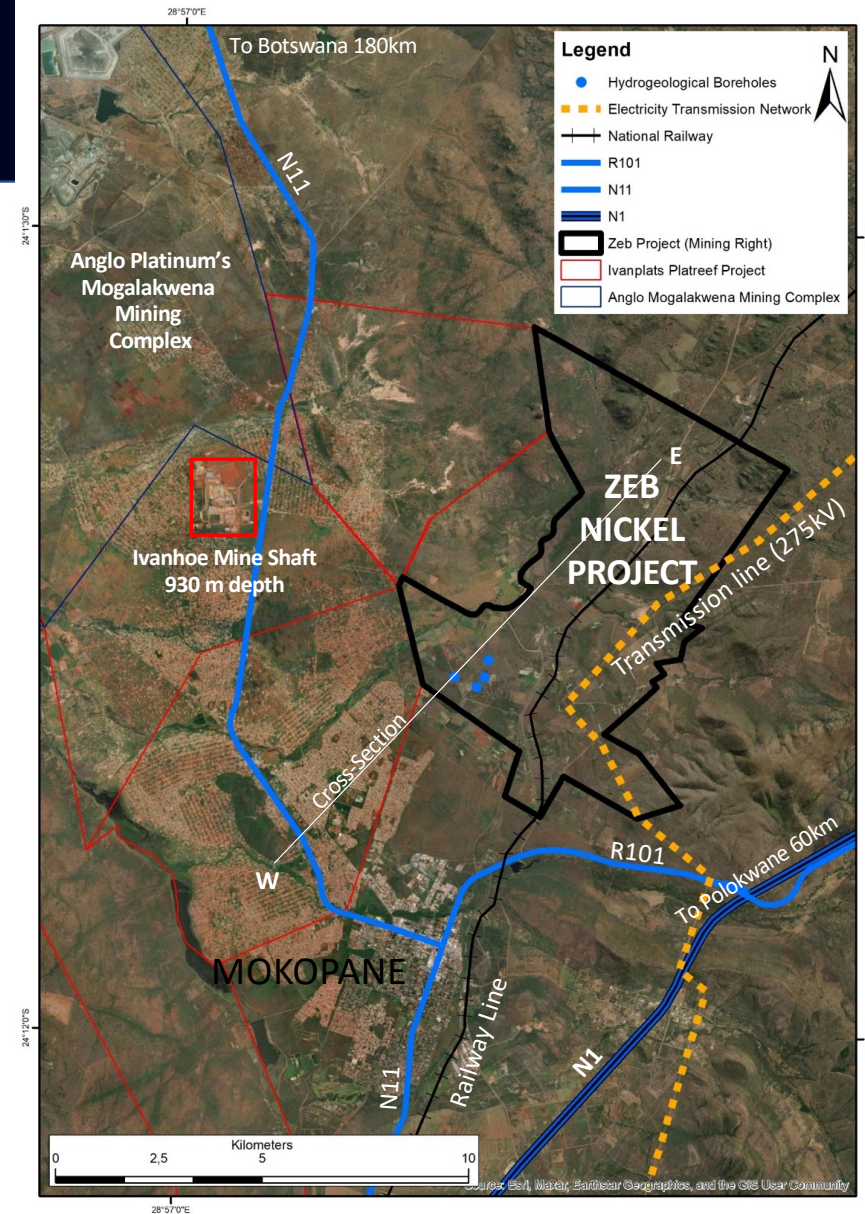 28°57'0"E
To Botswana 180km
Legend
N
Hydrogeological Boreholes
Electricity Transmission Network
National Railway
R101
N11
N1
Zeb Project (Mining Right)
Ivanplats Platreef Project
Anglo Mogalakwena Mining Complex
N11
24°1'30"S
Anglo Platinum's
Mogalakwena
Mining
Complex
E
ZEB
NICKEL
PROJECT
Ivanhoe Mine Shaft
930 m depth
Transmission line (275kV)
Cross-Section
W
R101
To Polokwane 60km
MOKOPANE
24°12'0"S
Railway Line
N1
N11
Kilometers
0 2,5 5 10
Source: Esri, Maxar, Earthstar Geographics, and the GIS User Community
28°57'0"E